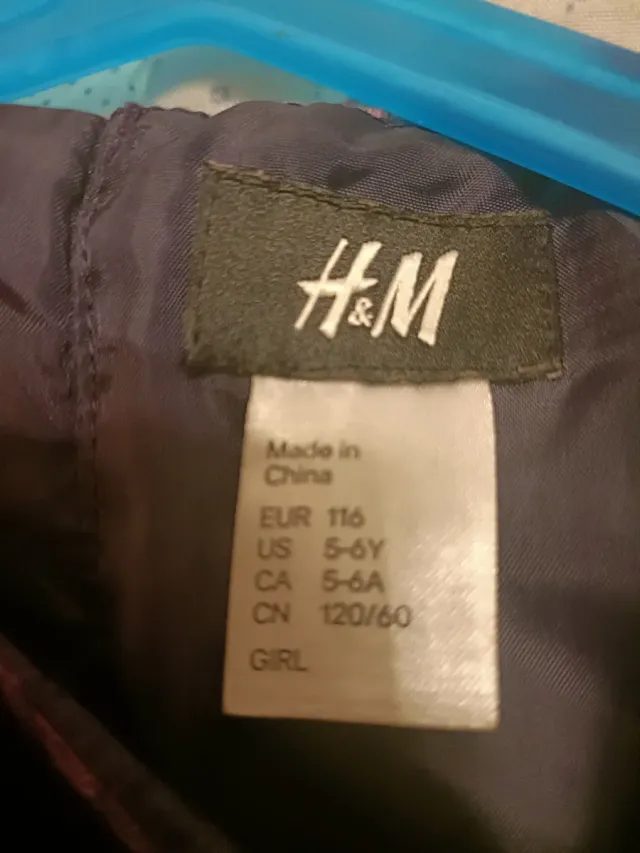 H&M
Made in
China
EUR 116
US 5-6Y
CA 5-6A
CN 120/60
GIRL